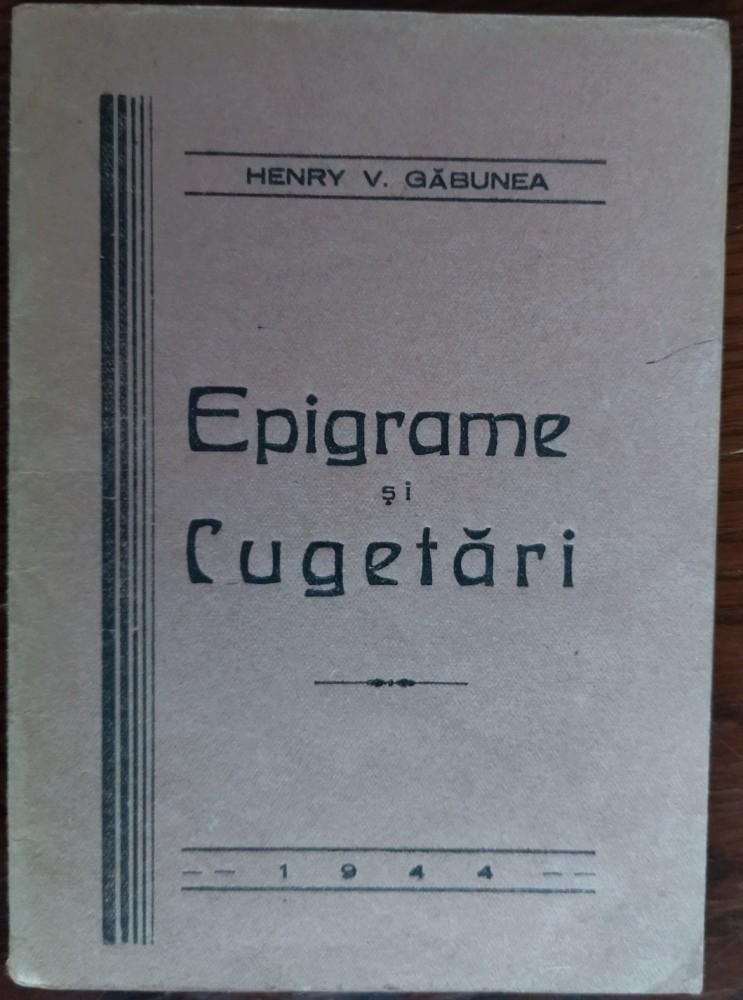 HENRY V. GĂBUNEA
Epigrame
și
Cugetări
-- 1944 --